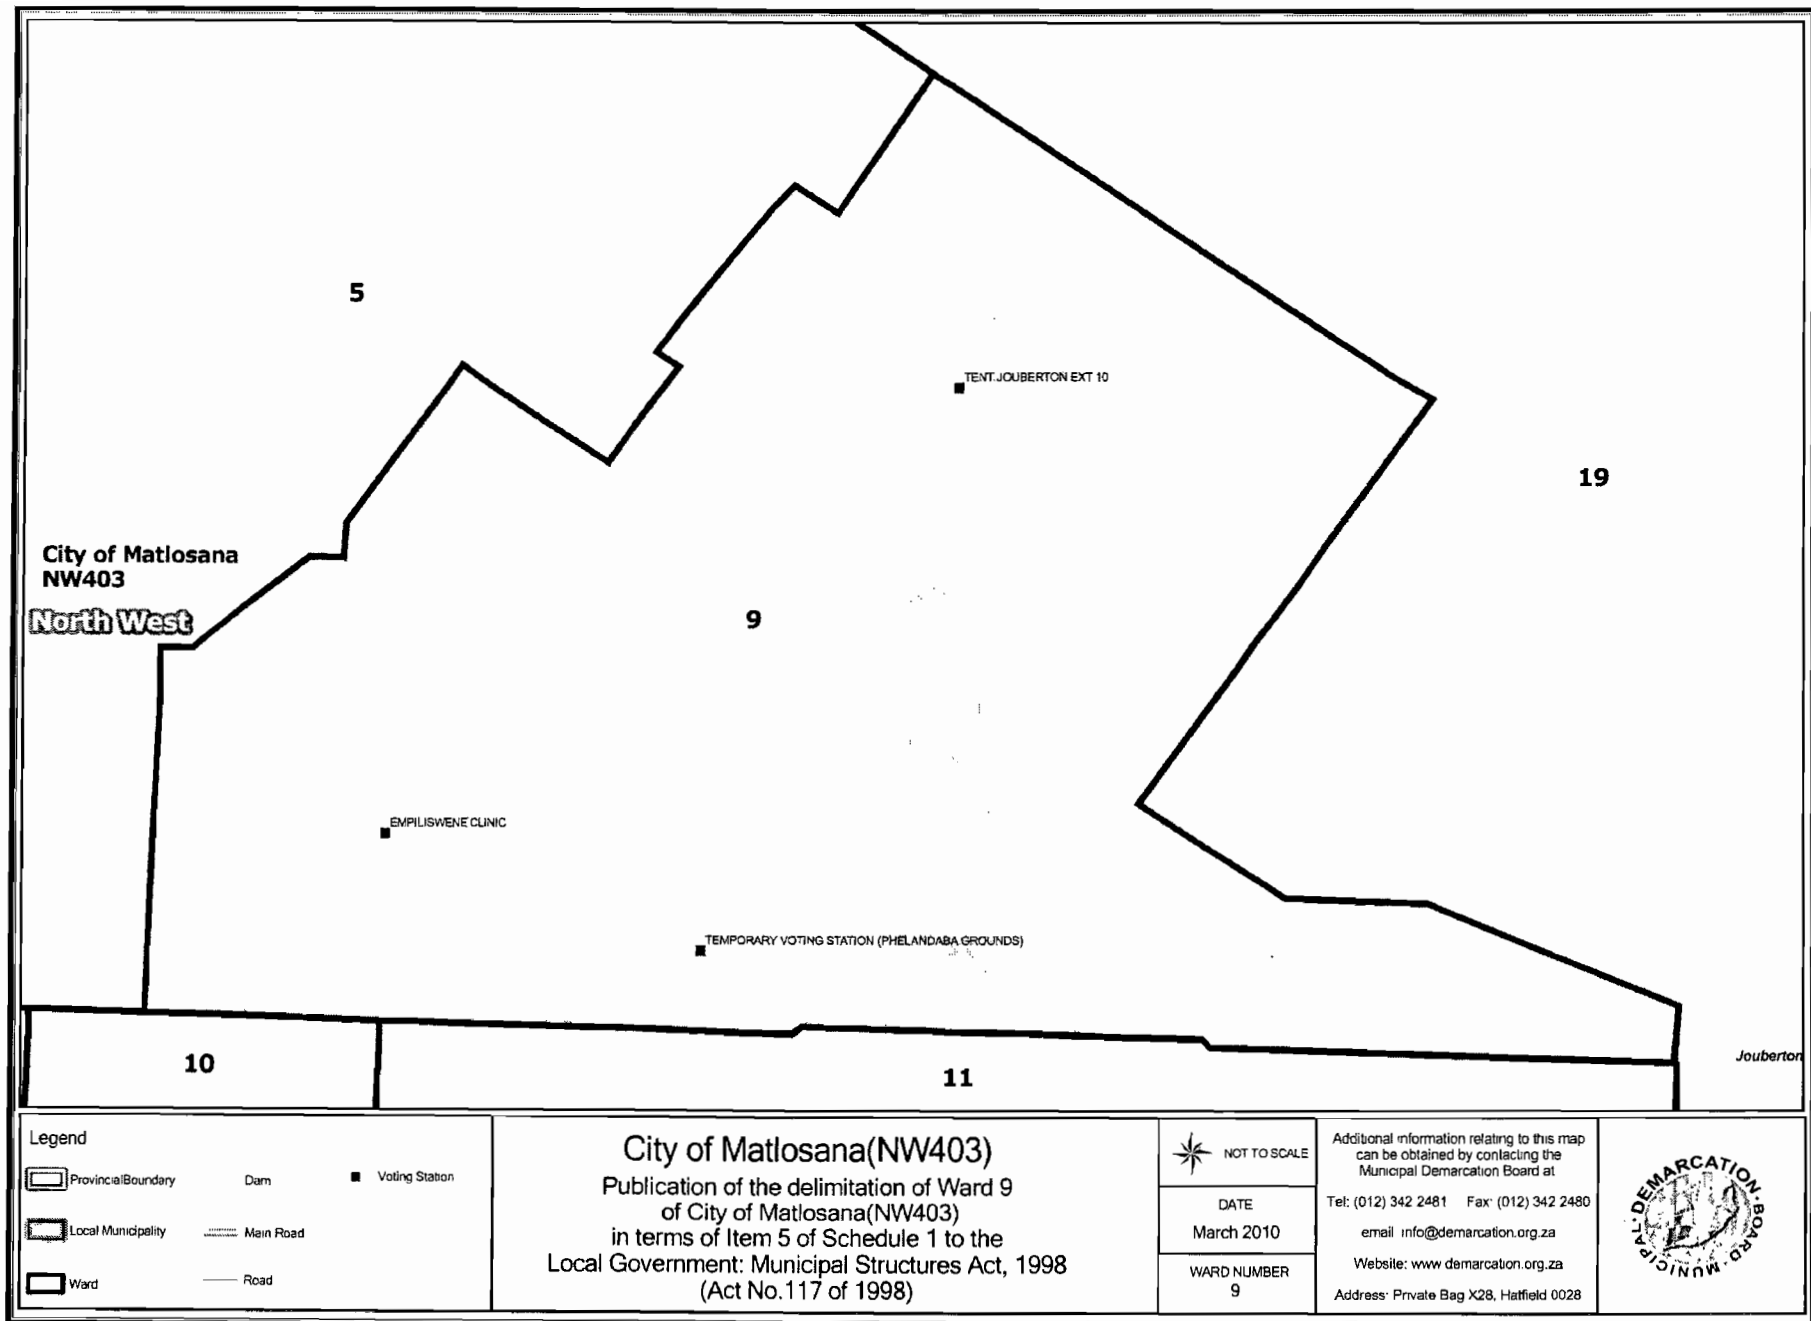 5
TENT.JOUBERTON EXT 10
19
City of Matlosana
NW403
North West
9
EMPILISWENE CLINIC
TEMPORARY VOTING STATION (PHELANDABA GROUNDS)
10
11
Jouberton
Legend
ProvincialBoundary
Dam
Voting Station
Local Municipality
Main Road
Ward
Road
City of Matlosana(NW403)
Publication of the delimitation of Ward 9
of City of Matlosana(NW403)
in terms of Item 5 of Schedule 1 to the
Local Government: Municipal Structures Act, 1998
(Act No.117 of 1998)
NOT TO SCALE
DATE
March 2010
WARD NUMBER
9
Additional information relating to this map
can be obtained by contacting the
Municipal Demarcation Board at
Tel: (012) 342 2481 Fax: (012) 342 2480
email info@demarcation.org.za
Website: www demarcation.org.za
Address: Private Bag X28, Hatfield 0028
MUNICIPAL·DEMARCATION·BOARD·